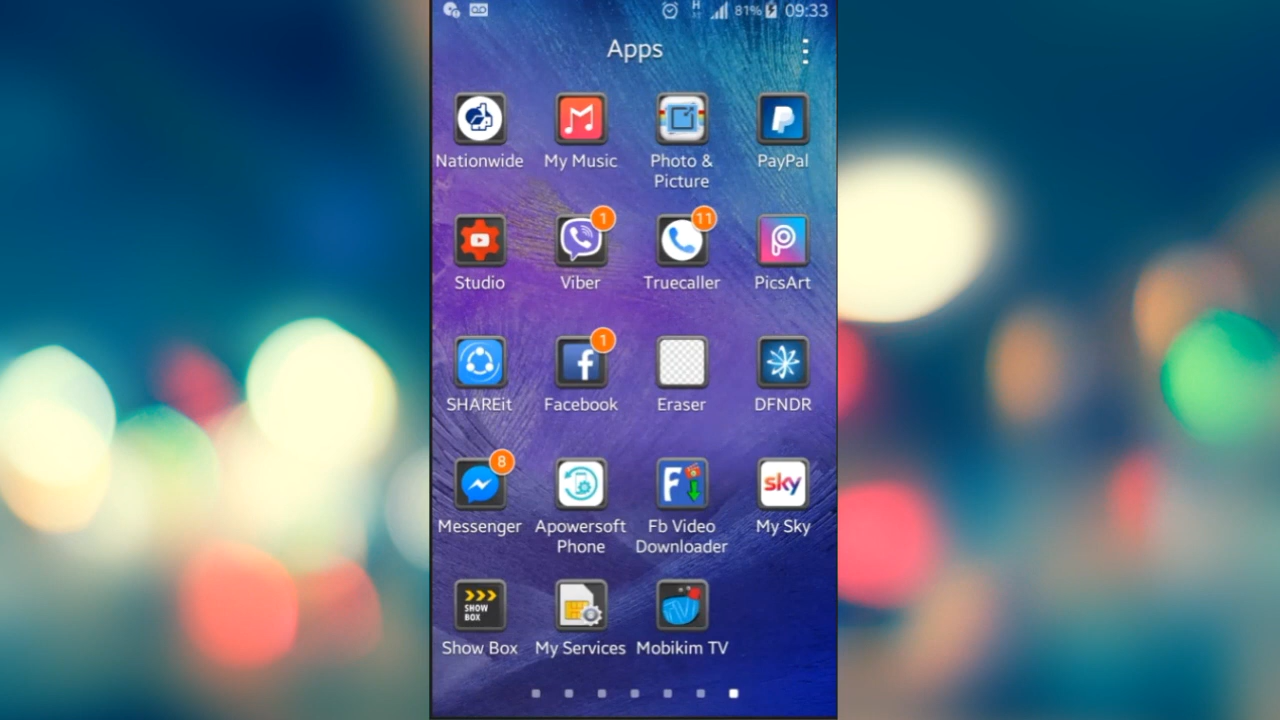 H 81% 09:33
Apps
Nationwide My Music Photo & PayPal
Picture
1 11
Studio Viber Truecaller PicsArt
1
SHAREit Facebook Eraser DFNDR
8
F sky
Messenger Apowersoft Fb Video My Sky
Phone Downloader
SHOW
BOX
TV
Show Box My Services Mobikim TV